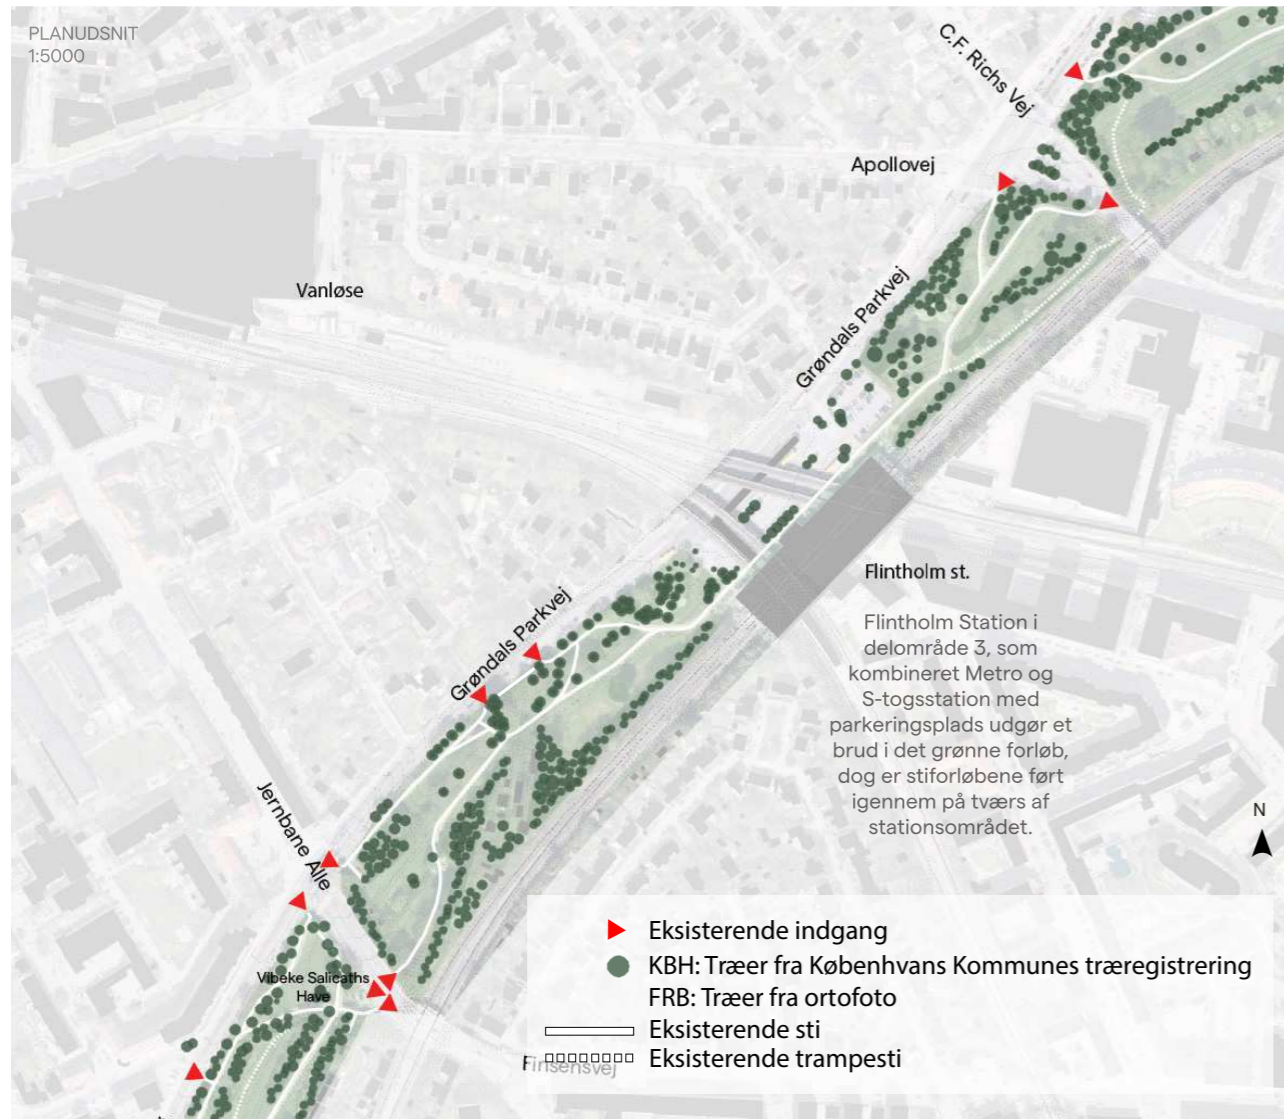 PLANUDSNIT
1:5000
C.F. Richs Vej
Apollovej
Vanløse
Grøndals Parkvej
Flintholm st.
Flintholm Station i
delområde 3, som
kombineret Metro og
S-togsstation med
parkeringsplads udgør et
brud i det grønne forløb,
dog er stiforløbene ført
igennem på tværs af
stationsområdet.
Grøndals Parkvej
Jernbane Alle
N
Vibeke Salicaths
Have
Eksisterende indgang
KBH: Træer fra Københvans Kommunes træregistrering
FRB: Træer fra ortofoto
Eksisterende sti
Eksisterende trampesti
Finsensvej